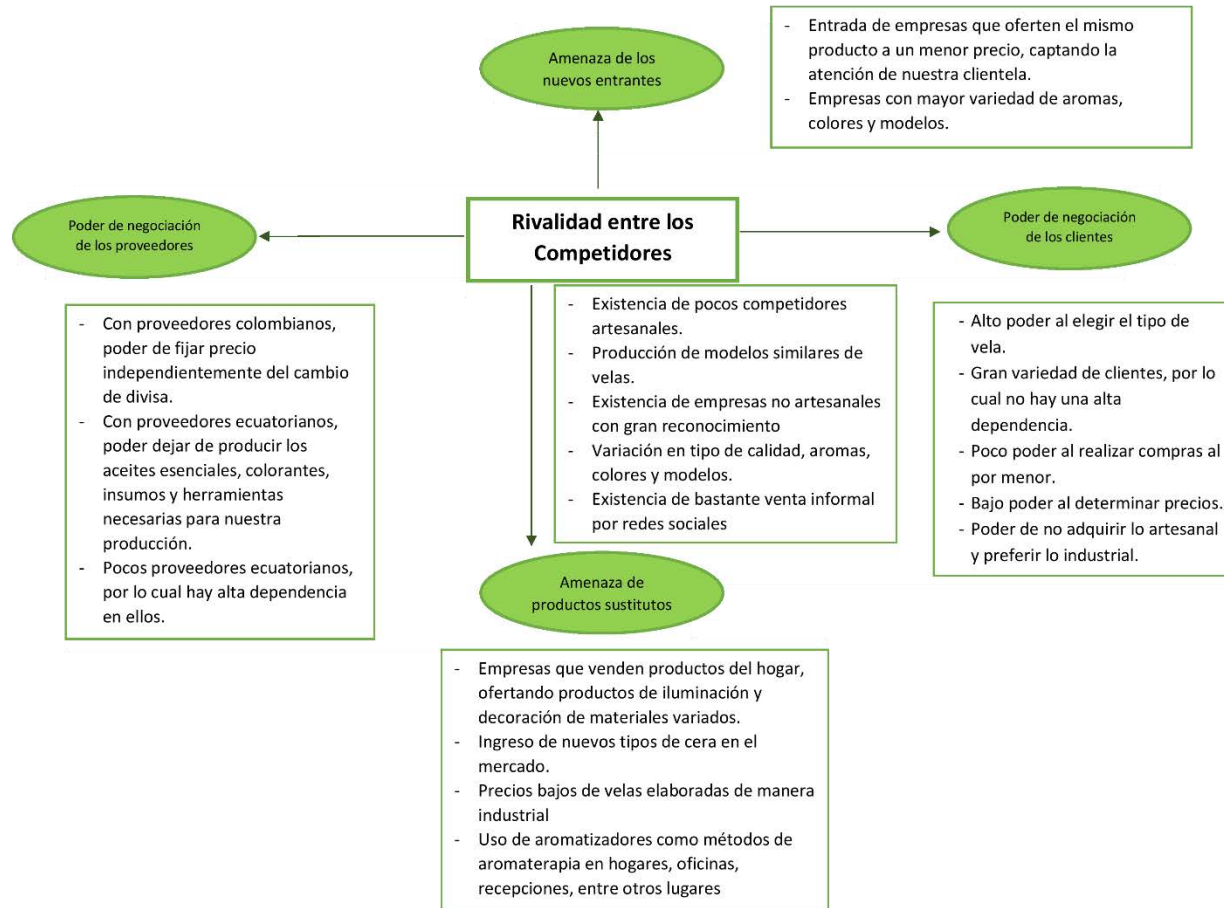 Amenaza de los
nuevos entrantes
- Entrada de empresas que oferten el mismo
producto a un menor precio, captando la
atención de nuestra clientela.
- Empresas con mayor variedad de aromas,
colores y modelos.
Poder de negociación
de los proveedores
Rivalidad entre los
Competidores
Poder de negociación
de los clientes
- Con proveedores colombianos,
poder de fijar precio
independientemente del cambio
de divisa.
- Con proveedores ecuatorianos,
poder dejar de producir los
aceites esenciales, colorantes,
insumos y herramientas
necesarias para nuestra
producción.
- Pocos proveedores ecuatorianos,
por lo cual hay alta dependencia
en ellos.
- Existencia de pocos competidores
artesanales.
- Producción de modelos similares de
velas.
- Existencia de empresas no artesanales
con gran reconocimiento
- Variación en tipo de calidad, aromas,
colores y modelos.
- Existencia de bastante venta informal
por redes sociales
- Alto poder al elegir el tipo de
vela.
- Gran variedad de clientes, por lo
cual no hay una alta
dependencia.
- Poco poder al realizar compras al
por menor.
- Bajo poder al determinar precios.
- Poder de no adquirir lo artesanal
y preferir lo industrial.
Amenaza de
productos sustitutos
- Empresas que venden productos del hogar,
ofertando productos de iluminación y
decoración de materiales variados.
- Ingreso de nuevos tipos de cera en el
mercado.
- Precios bajos de velas elaboradas de manera
industrial
- Uso de aromatizadores como métodos de
aromaterapia en hogares, oficinas,
recepciones, entre otros lugares